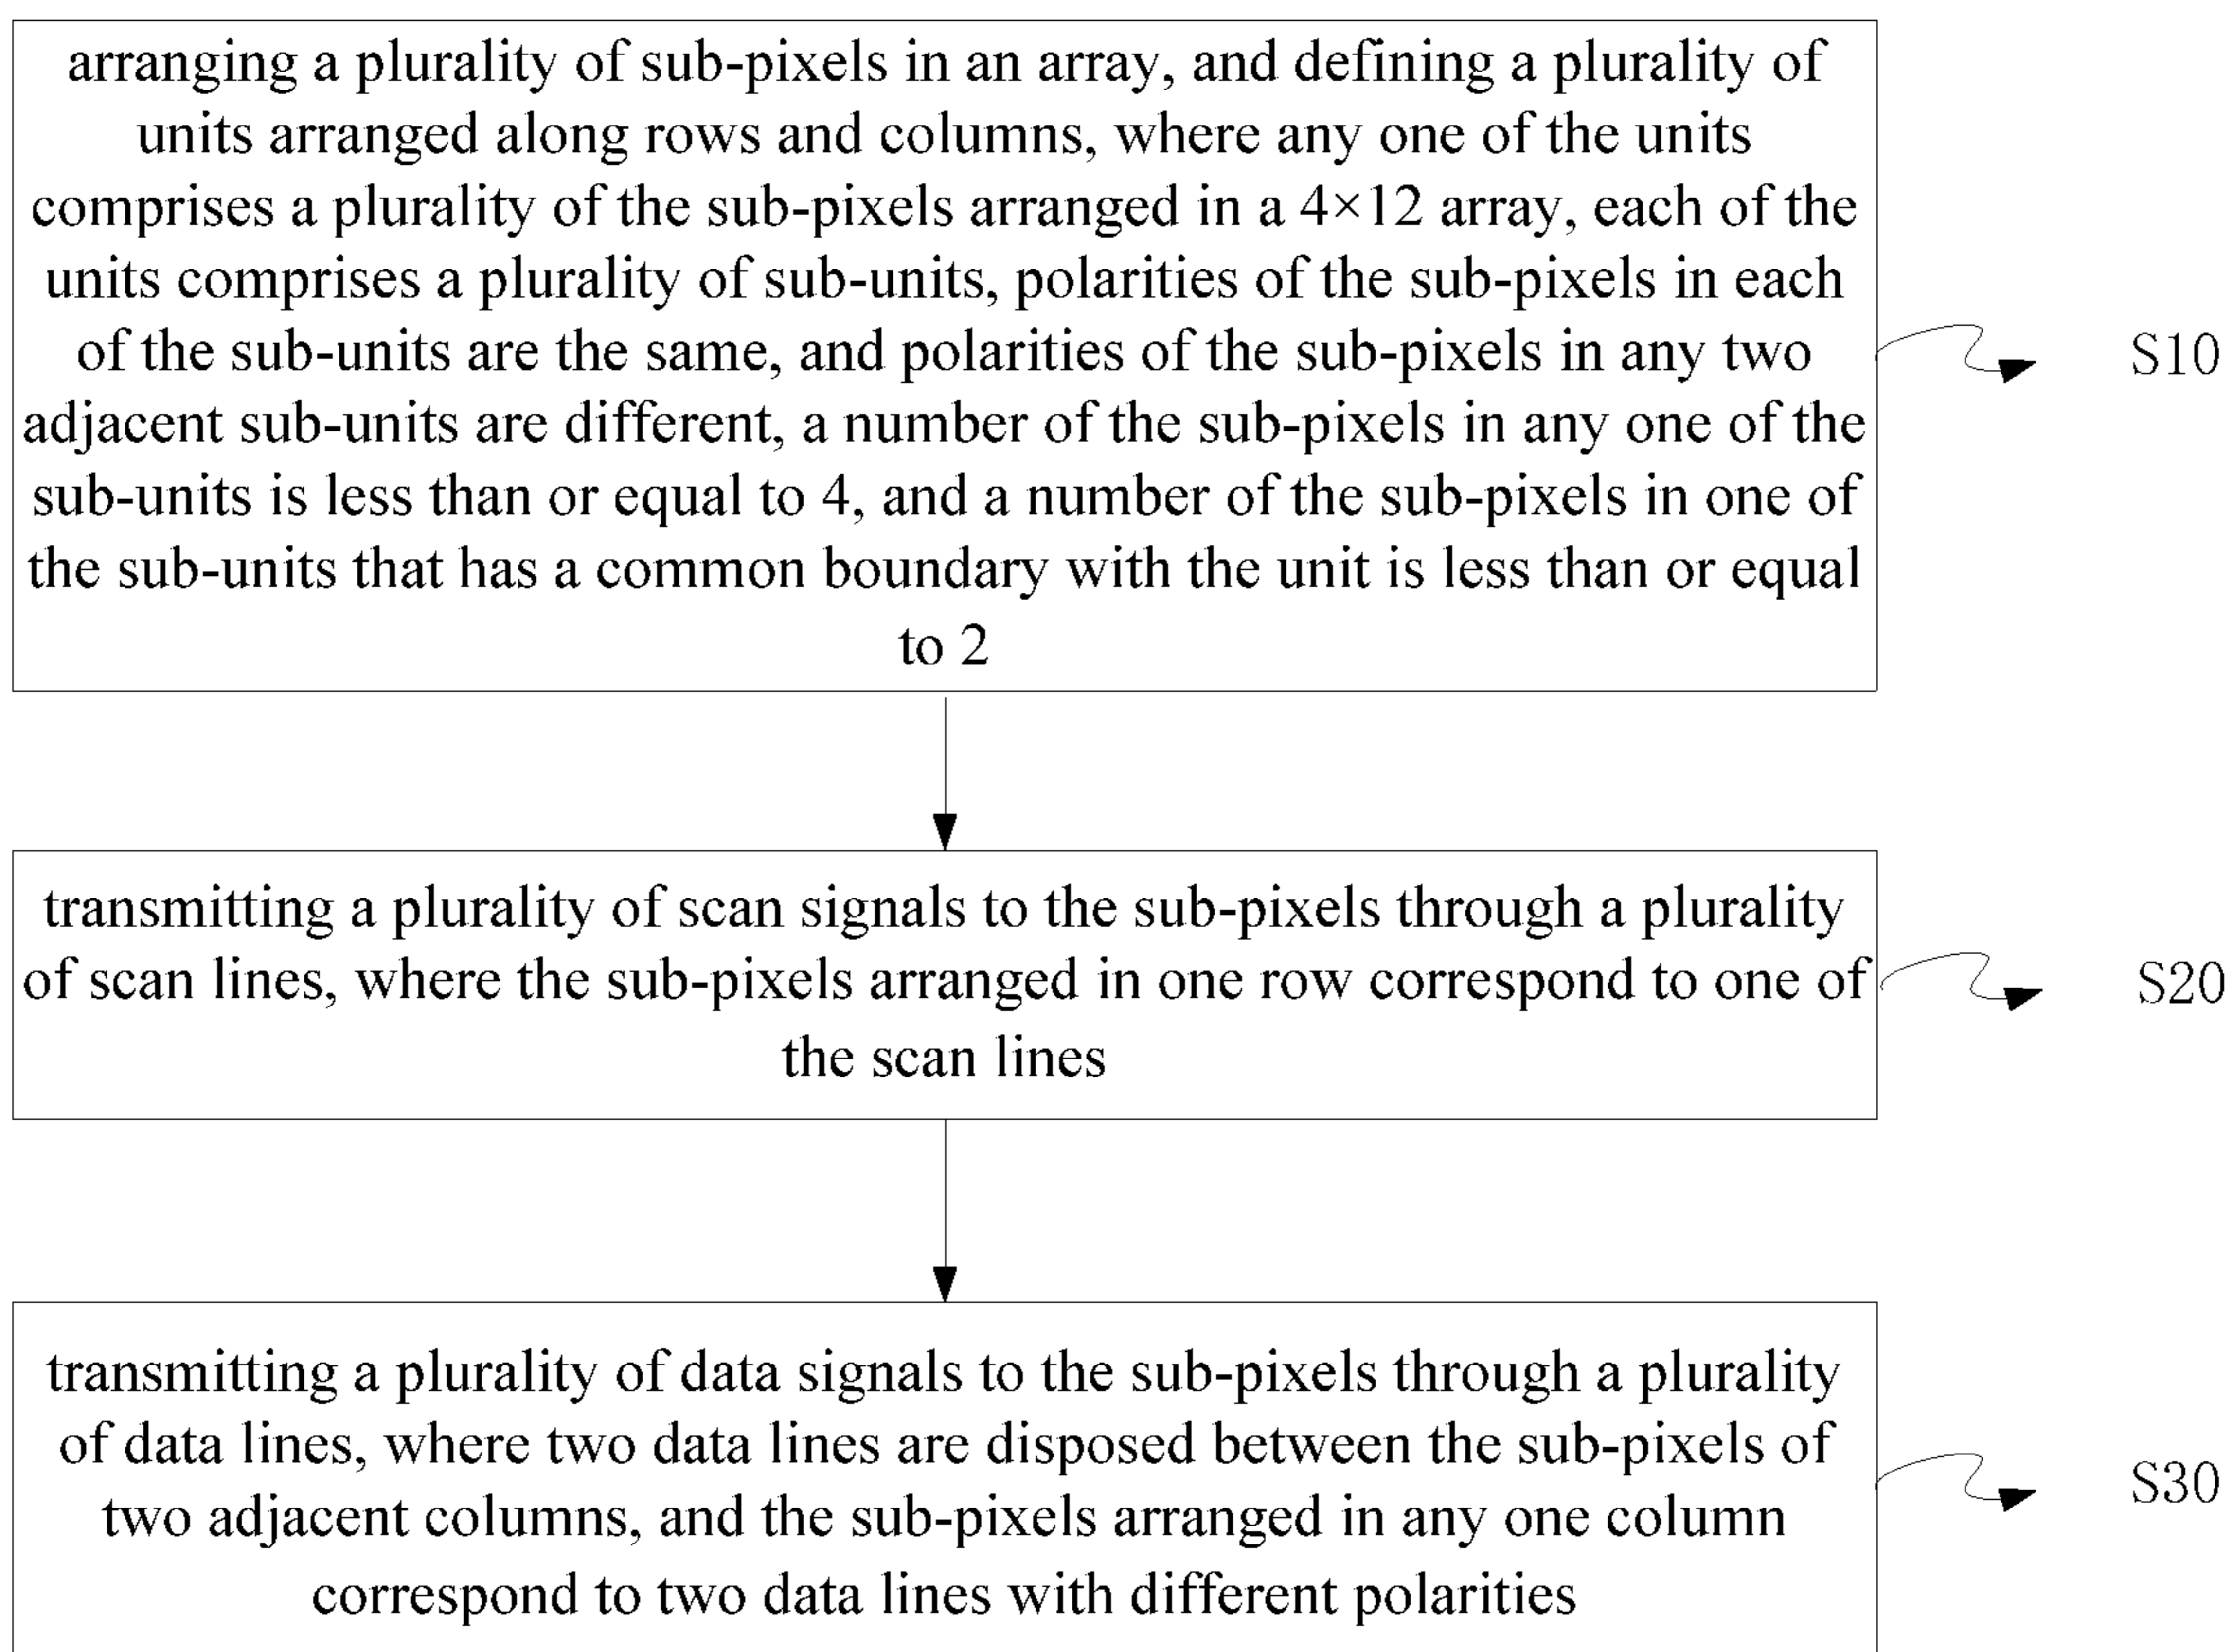 arranging a plurality of sub-pixels in an array, and defining a plurality of
units arranged along rows and columns, where any one of the units
comprises a plurality of the sub-pixels arranged in a 4×12 array, each of the
units comprises a plurality of sub-units, polarities of the sub-pixels in each
of the sub-units are the same, and polarities of the sub-pixels in any two
adjacent sub-units are different, a number of the sub-pixels in any one of the
sub-units is less than or equal to 4, and a number of the sub-pixels in one of
the sub-units that has a common boundary with the unit is less than or equal
to 2
S10
transmitting a plurality of scan signals to the sub-pixels through a plurality
of scan lines, where the sub-pixels arranged in one row correspond to one of
the scan lines
S20
transmitting a plurality of data signals to the sub-pixels through a plurality
of data lines, where two data lines are disposed between the sub-pixels of
two adjacent columns, and the sub-pixels arranged in any one column
correspond to two data lines with different polarities
S30